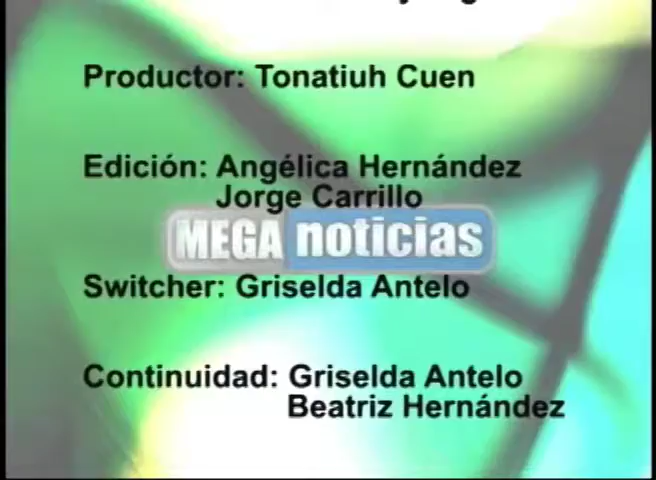 Productor: Tonatiuh Cuen
Edición: Angélica Hernández
Jorge Carrillo
MEGA noticias
Switcher: Griselda Antelo
Continuidad: Griselda Antelo
Beatriz Hernández